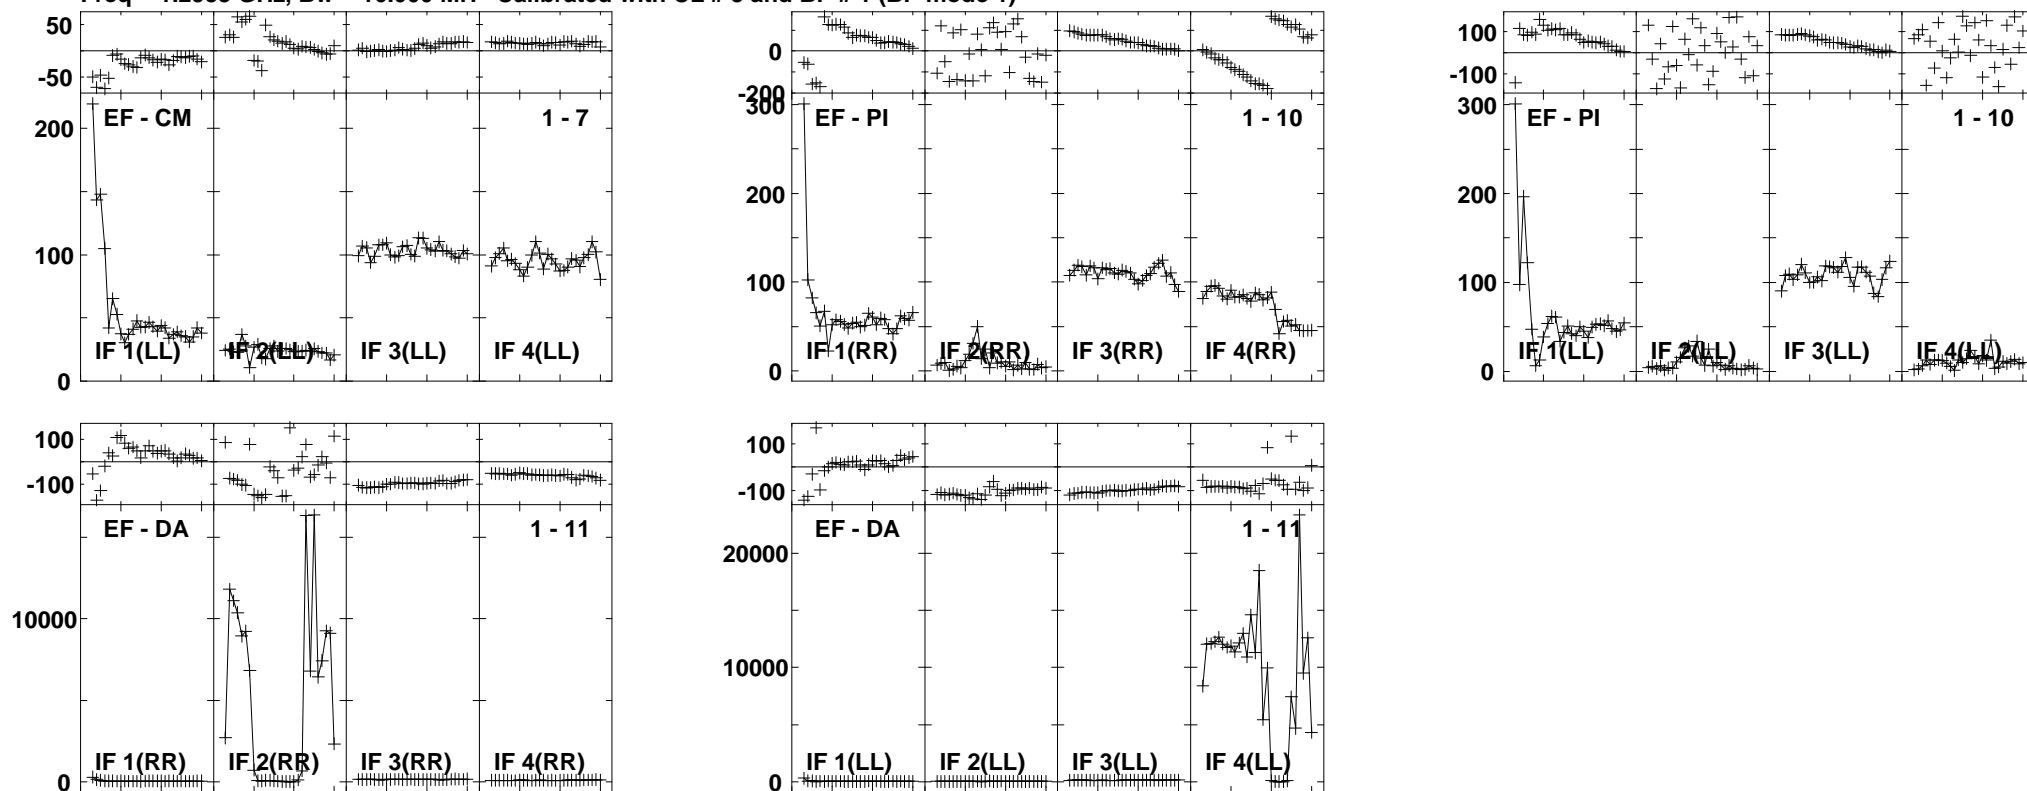 50
-50
EF - CM
1 - 7
200
100
0
IF 1(LL)
IF 2(LL)
IF 3(LL)
IF 4(LL)
0
-200
300
EF - PI
1 - 10
200
100
0
IF 1(RR)
IF 2(RR)
IF 3(RR)
IF 4(RR)
100
-100
300
EF - PI
1 - 10
200
100
0
IF 1(LL)
IF 2(LL)
IF 3(LL)
IF 4(LL)
100
-100
EF - DA
1 - 11
10000
0
IF 1(RR)
IF 2(RR)
IF 3(RR)
IF 4(RR)
100
-100
EF - DA
1 - 11
20000
10000
0
IF 1(LL)
IF 2(LL)
IF 3(LL)
IF 4(LL)